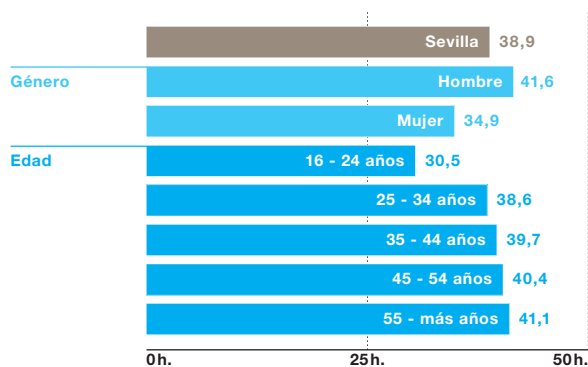 Sevilla 38,9
Género Hombre 41,6
Mujer 34,9
Edad 16 - 24 años 30,5
25 - 34 años 38,6
35 - 44 años 39,7
45 - 54 años 40,4
55 - más años 41,1
0h. 25h. 50h.